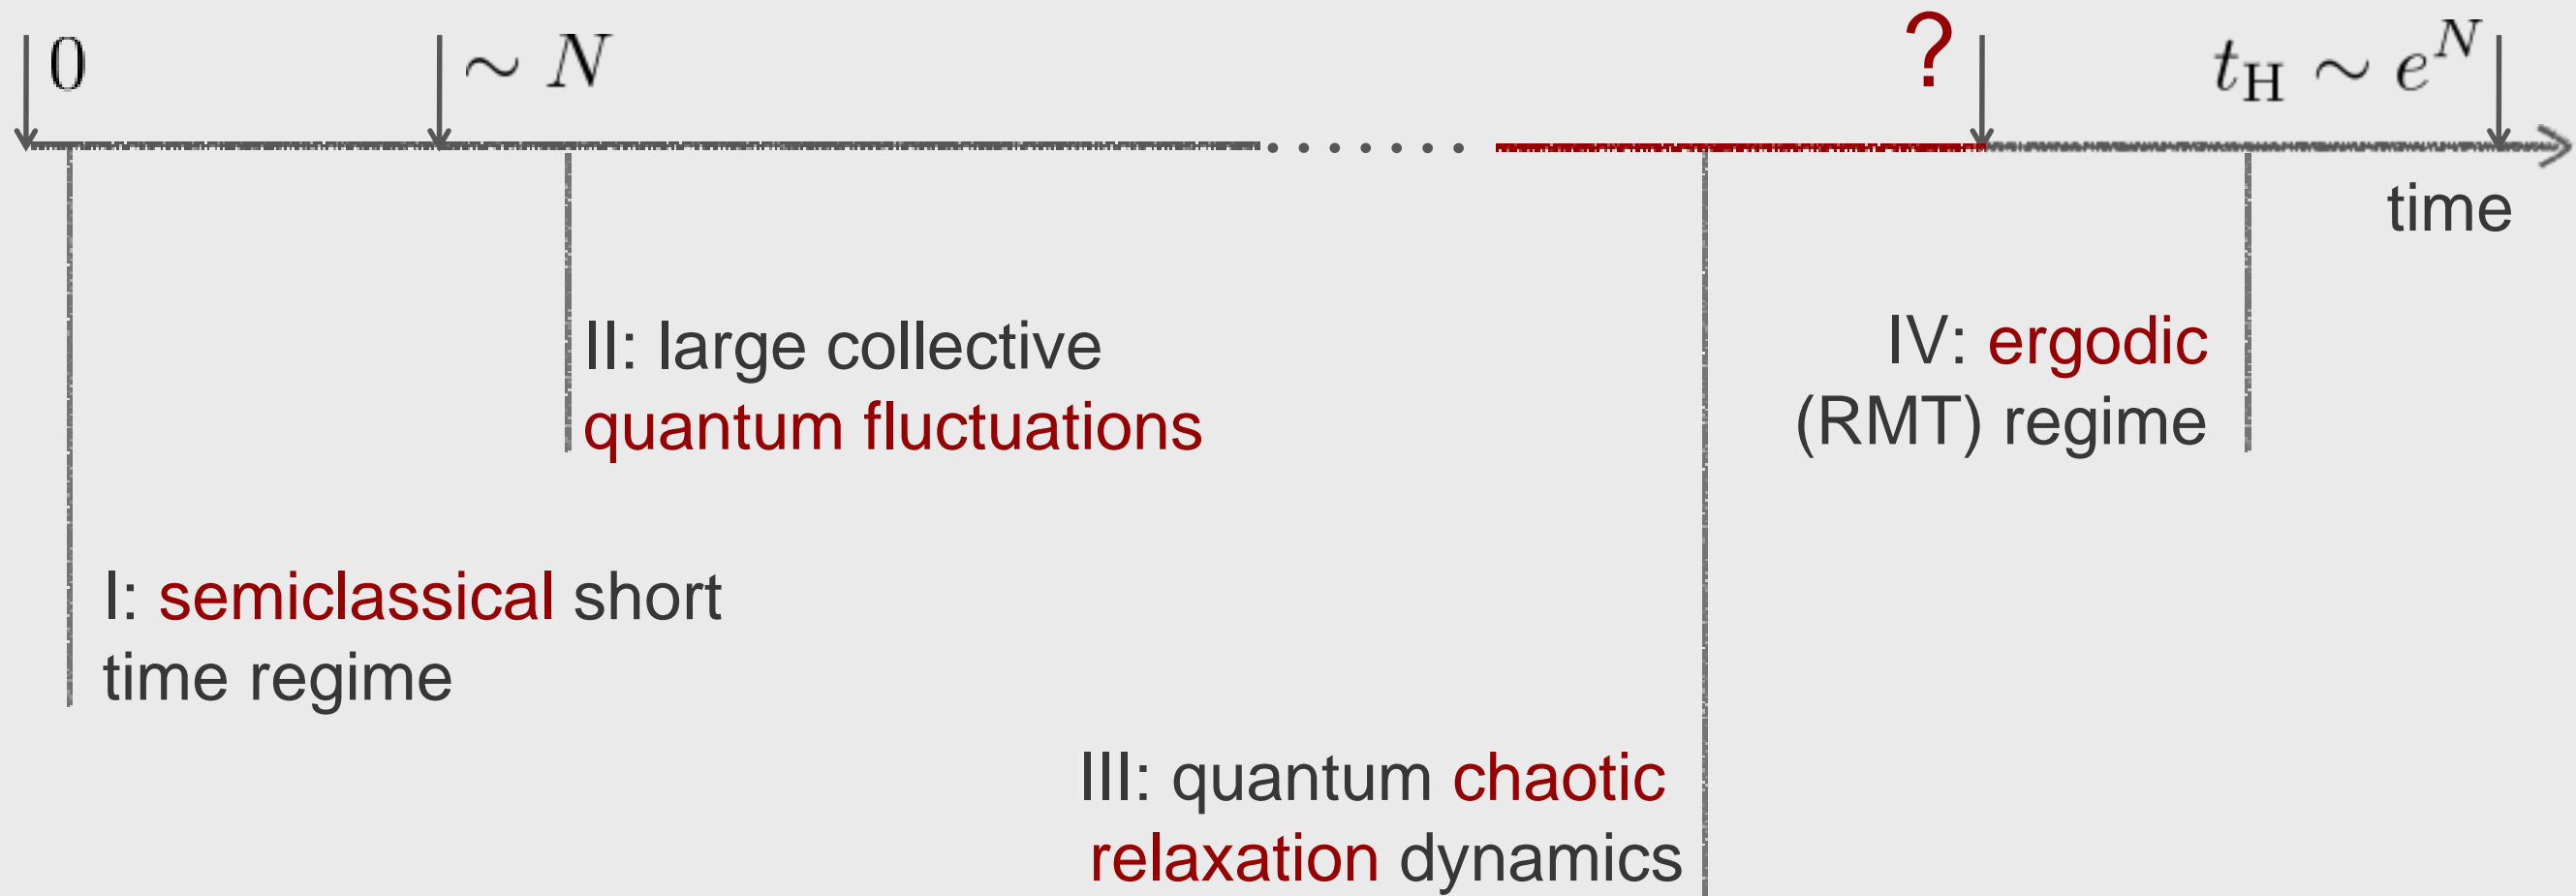 0
∼ N
?
t_H ∼ e^N
time
II: large collective
quantum fluctuations
IV: ergodic
(RMT) regime
I: semiclassical short
time regime
III: quantum chaotic
relaxation dynamics